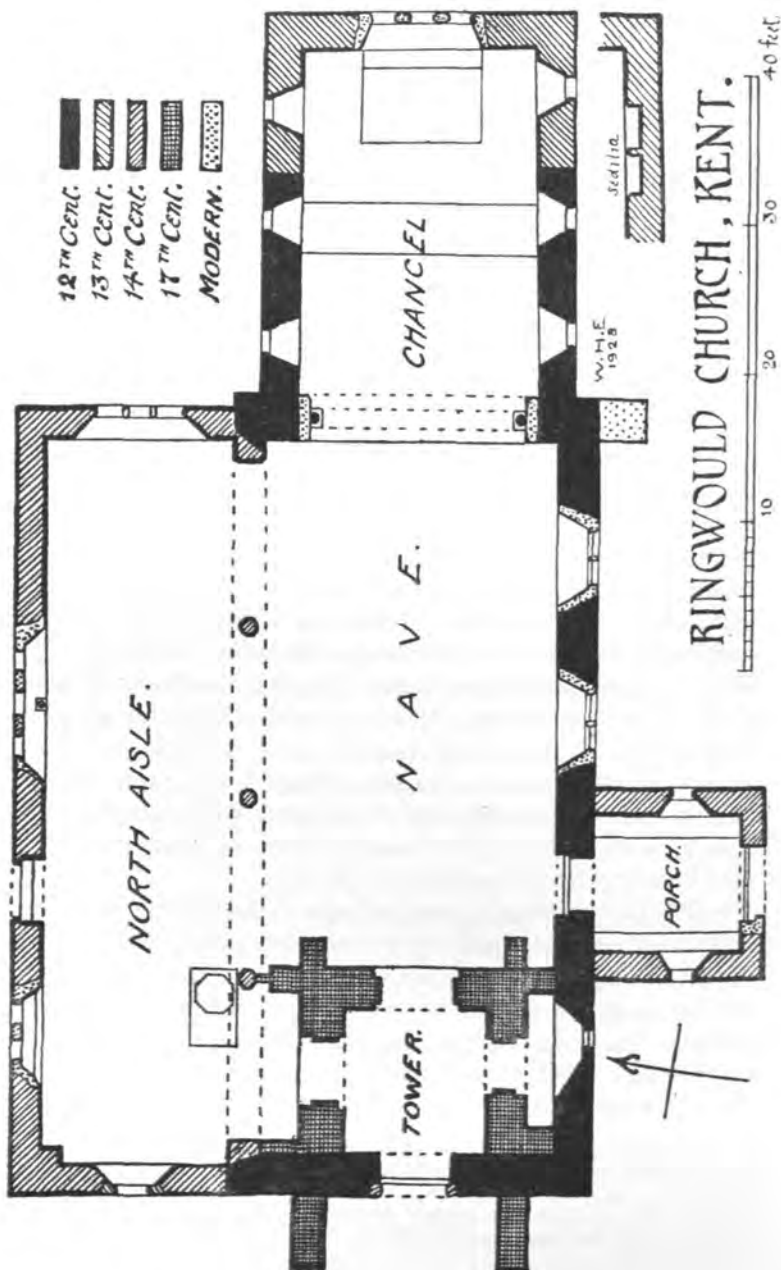 12TH Cent.
13TH Cent.
14TH Cent.
17TH Cent.
MODERN.
NORTH AISLE.
NAVE.
CHANCEL
TOWER.
PORCH.
Sedilia
W.H.E.
1928
RINGWOULD CHURCH, KENT.
10 20 30 40 feet.